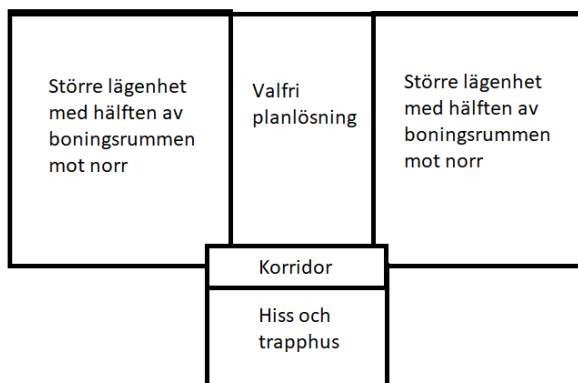 Större lägenhet
med hälften av
boningsrummen
mot norr
Valfri
planlösning
Större lägenhet
med hälften av
boningsrummen
mot norr
Korridor
Hiss och
trapphus